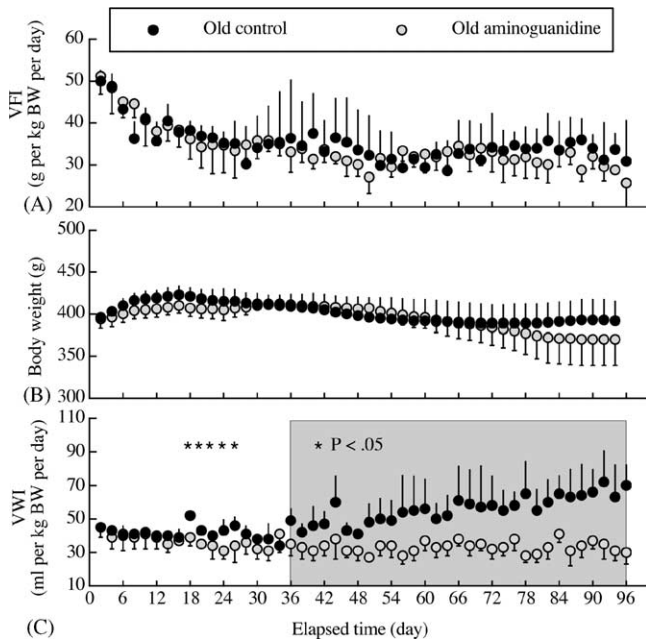 Old control Old aminoguanidine
60
50
40
30
20
VFI
(g per kg BW per day)
(A)
450
400
350
300
Body weight (g)
(B)
* * * * *
* P < .05
110
90
70
50
30
10
VWI
(ml per kg BW per day)
0 6 12 18 24 30 36 42 48 54 60 66 72 78 84 90 96
(C) Elapsed time (day)